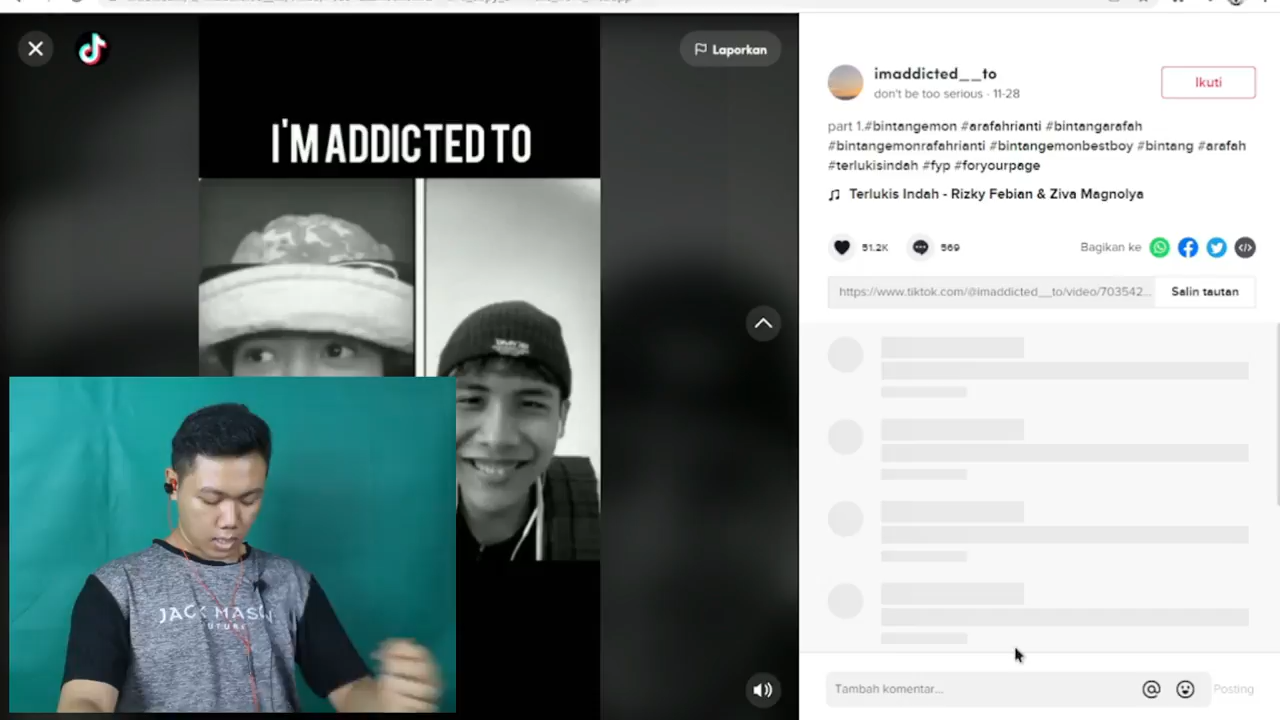 Laporkan
I'M ADDICTED TO
JACK MASON
imaddicted__to
don't be too serious · 11-28
Ikuti
part 1.#bintangemon #arafahrianti #bintangarafah
#bintangemonrafahrianti #bintangemonbestboy #bintang #arafah
#terlukisindah #fyp #foryourpage
Terlukis Indah - Rizky Febian & Ziva Magnolya
51.2K
569
Bagikan ke
https://www.tiktok.com/@imaddicted__to/video/703542...
Salin tautan
Tambah komentar...
Posting